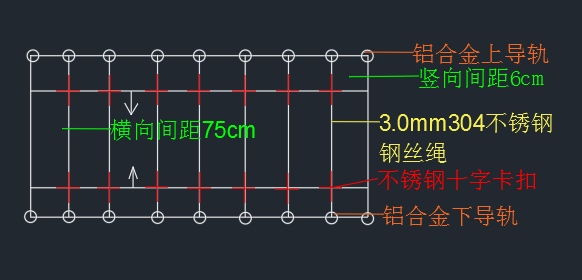 铝合金上导轨
竖向间距6cm
3.0mm304不锈钢
钢丝绳
横向间距75cm
不锈钢十字卡扣
铝合金下导轨